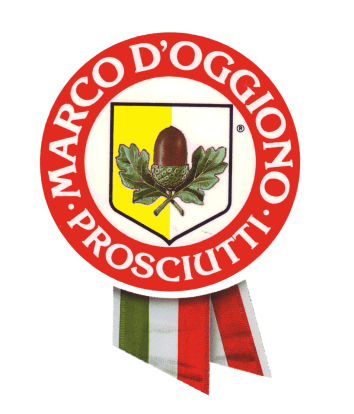 MARCO D'OGGIONO
· PROSCIUTTI ·
®